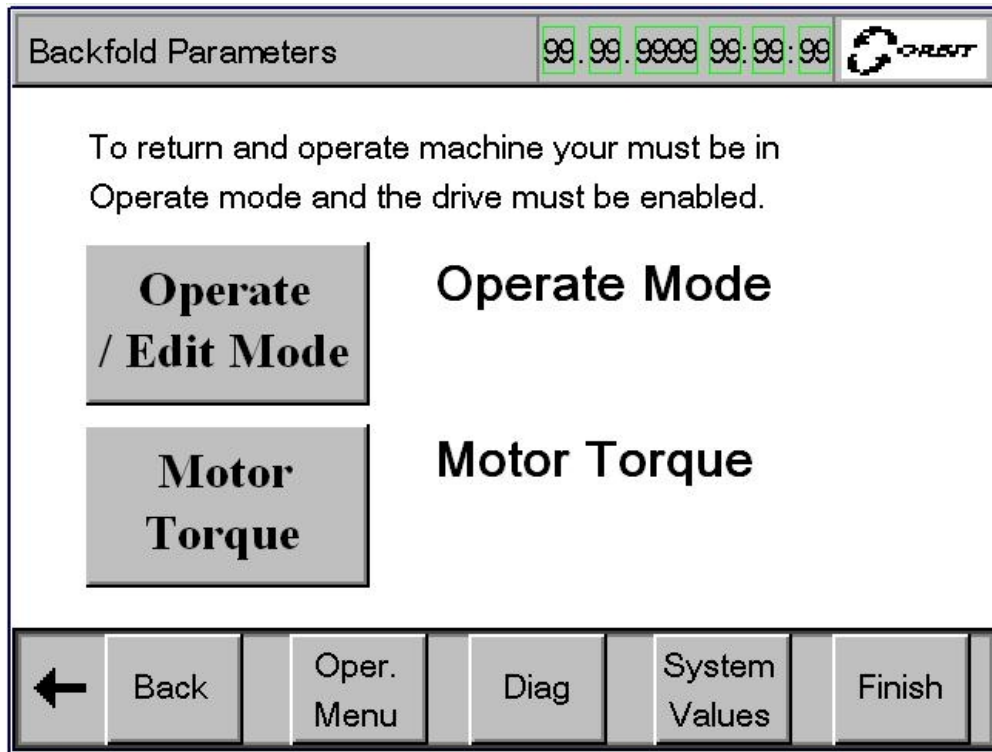 Backfold Parameters 99.99.9999 99:99:99 ORBIT
To return and operate machine your must be in
Operate mode and the drive must be enabled.
Operate
/ Edit Mode
Operate Mode
Motor
Torque
Motor Torque
Back
Oper.
Menu
Diag
System
Values
Finish